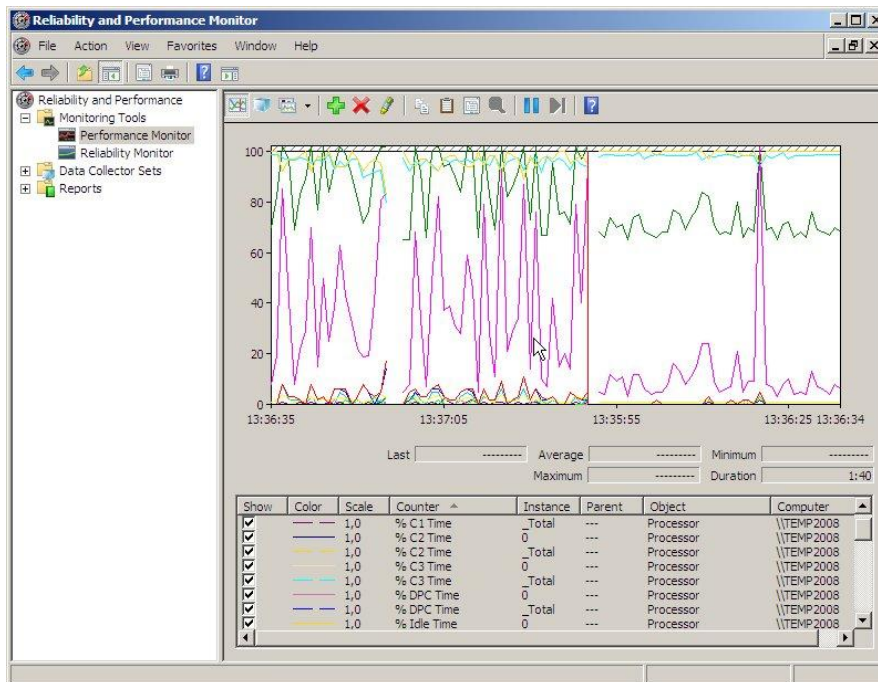 Reliability and Performance Monitor
File Action View Favorites Window Help
Reliability and Performance
Monitoring Tools
Performance Monitor
Reliability Monitor
Data Collector Sets
Reports
100
80
60
40
20
0
13:36:35 13:37:05 13:35:55 13:36:25 13:36:34
Last --------- Average --------- Minimum ---------
Maximum --------- Duration 1:40
Show Color Scale Counter Instance Parent Object Computer
1,0 % C1 Time _Total --- Processor \\TEMP2008
1,0 % C2 Time 0 --- Processor \\TEMP2008
1,0 % C2 Time _Total --- Processor \\TEMP2008
1,0 % C3 Time 0 --- Processor \\TEMP2008
1,0 % C3 Time _Total --- Processor \\TEMP2008
1,0 % DPC Time 0 --- Processor \\TEMP2008
1,0 % DPC Time _Total --- Processor \\TEMP2008
1,0 % Idle Time 0 --- Processor \\TEMP2008